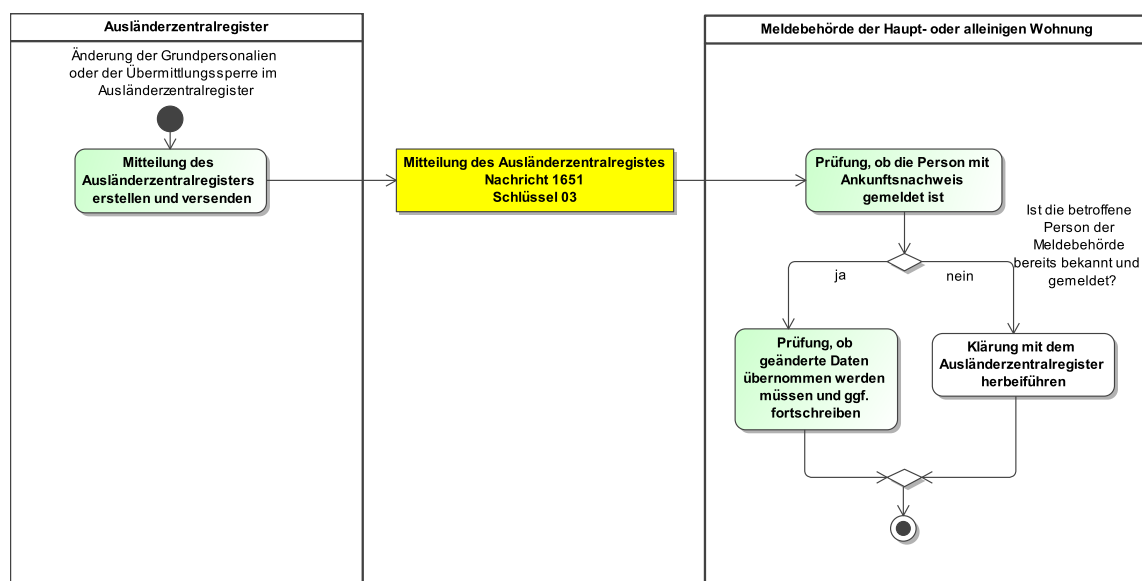 Ausländerzentralregister
Meldebehörde der Haupt- oder alleinigen Wohnung
Änderung der Grundpersonalien
oder der Übermittlungssperre im
Ausländerzentralregister
Mitteilung des
Ausländerzentralregisters
erstellen und versenden
Mitteilung des Ausländerzentralregistes
Nachricht 1651
Schlüssel 03
Prüfung, ob die Person mit
Ankunftsnachweis
gemeldet ist
Ist die betroffene
Person der
Meldebehörde
bereits bekannt und
gemeldet?
ja
nein
Prüfung, ob
geänderte Daten
übernommen werden
müssen und ggf.
fortschreiben
Klärung mit dem
Ausländerzentralregister
herbeiführen